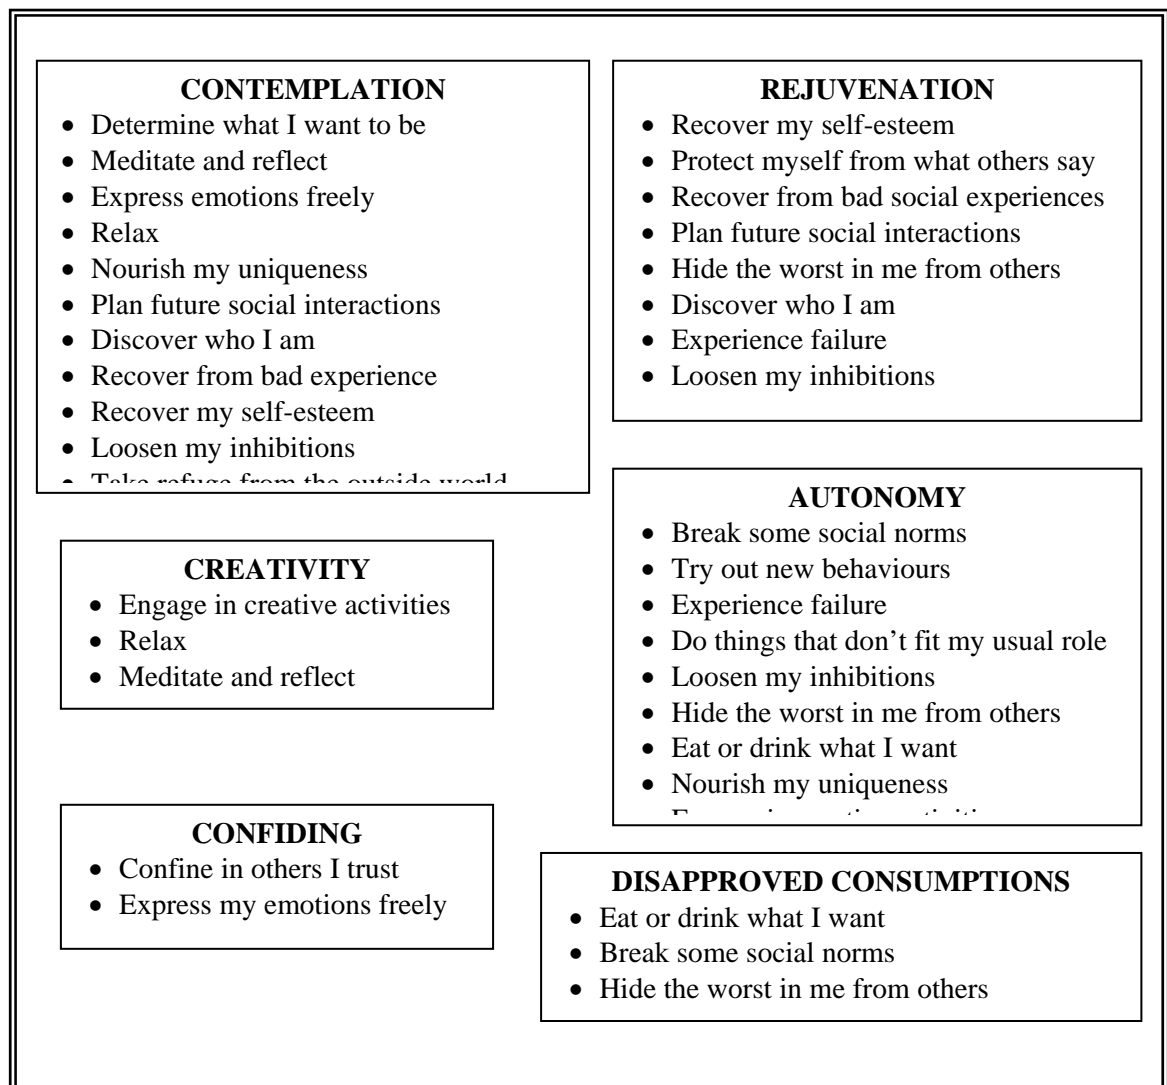 CONTEMPLATION
• Determine what I want to be
• Meditate and reflect
• Express emotions freely
• Relax
• Nourish my uniqueness
• Plan future social interactions
• Discover who I am
• Recover from bad experience
• Recover my self-esteem
• Loosen my inhibitions
• Take refuge from the outside world
REJUVENATION
• Recover my self-esteem
• Protect myself from what others say
• Recover from bad social experiences
• Plan future social interactions
• Hide the worst in me from others
• Discover who I am
• Experience failure
• Loosen my inhibitions
CREATIVITY
• Engage in creative activities
• Relax
• Meditate and reflect
AUTONOMY
• Break some social norms
• Try out new behaviours
• Experience failure
• Do things that don’t fit my usual role
• Loosen my inhibitions
• Hide the worst in me from others
• Eat or drink what I want
• Nourish my uniqueness
CONFIDING
• Confine in others I trust
• Express my emotions freely
DISAPPROVED CONSUMPTIONS
• Eat or drink what I want
• Break some social norms
• Hide the worst in me from others